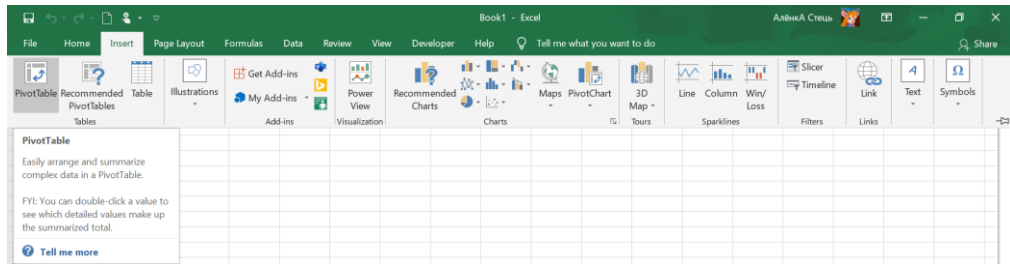 Book1 - Excel
Алёнка Стець
File Home Insert Page Layout Formulas Data Review View Developer Help Tell me what you want to do Share
PivotTable Recommended PivotTables Table
Illustrations
Get Add-ins
My Add-ins
Power View
Recommended Charts
Maps PivotChart
3D Map
Line Column Win/Loss
Slicer
Timeline
Link
Text
Symbols
Tables Add-ins Visualization Charts Tours Sparklines Filters Links
PivotTable
Easily arrange and summarize
complex data in a PivotTable.
FYI: You can double-click a value to
see which detailed values make up
the summarized total.
Tell me more